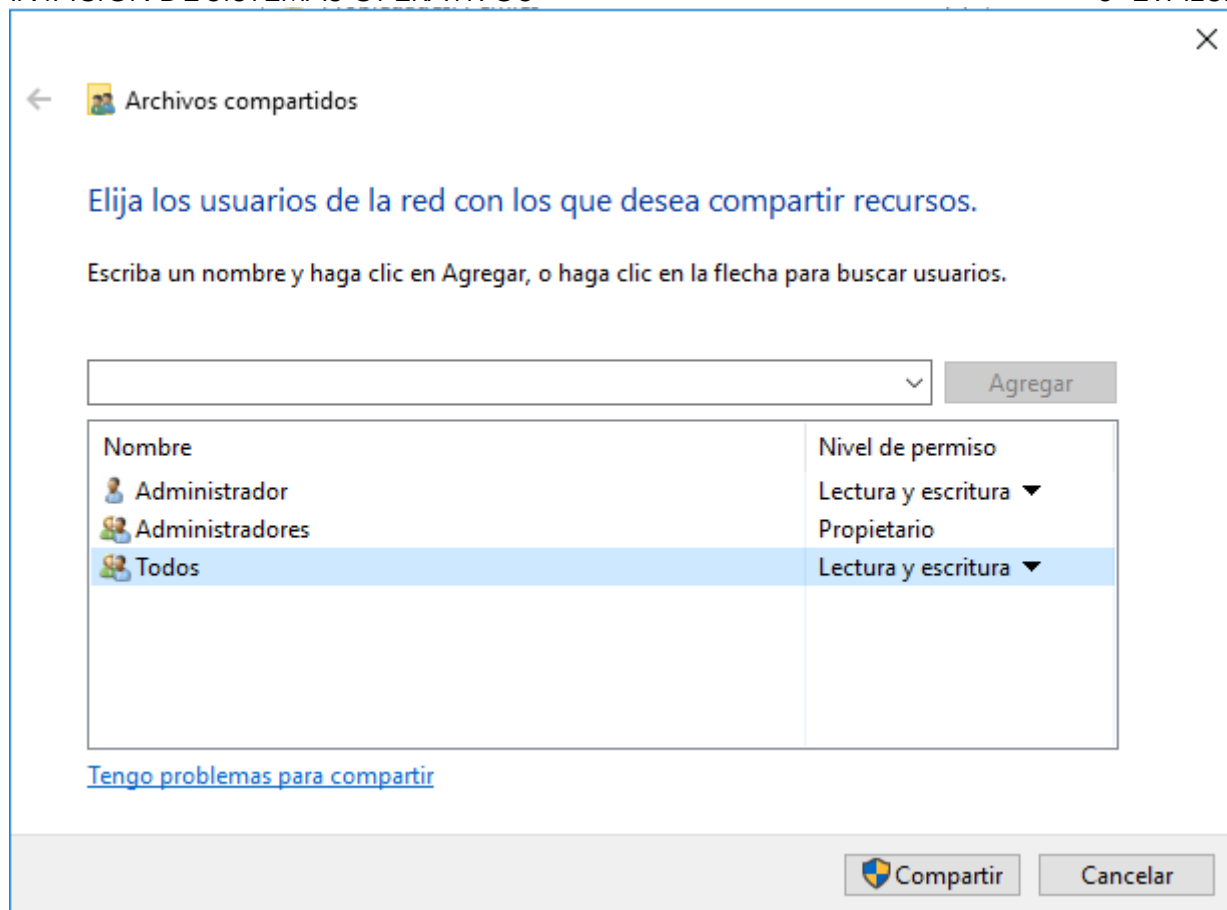 Archivos compartidos
Elija los usuarios de la red con los que desea compartir recursos.
Escriba un nombre y haga clic en Agregar, o haga clic en la flecha para buscar usuarios.
Agregar
Nombre Nivel de permiso
Administrador Lectura y escritura
Administradores Propietario
Todos Lectura y escritura
Tengo problemas para compartir
Compartir Cancelar